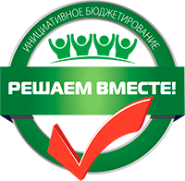 ИНИЦИАТИВНОЕ БЮДЖЕТИРОВАНИЕ
РЕШАЕМ ВМЕСТЕ!